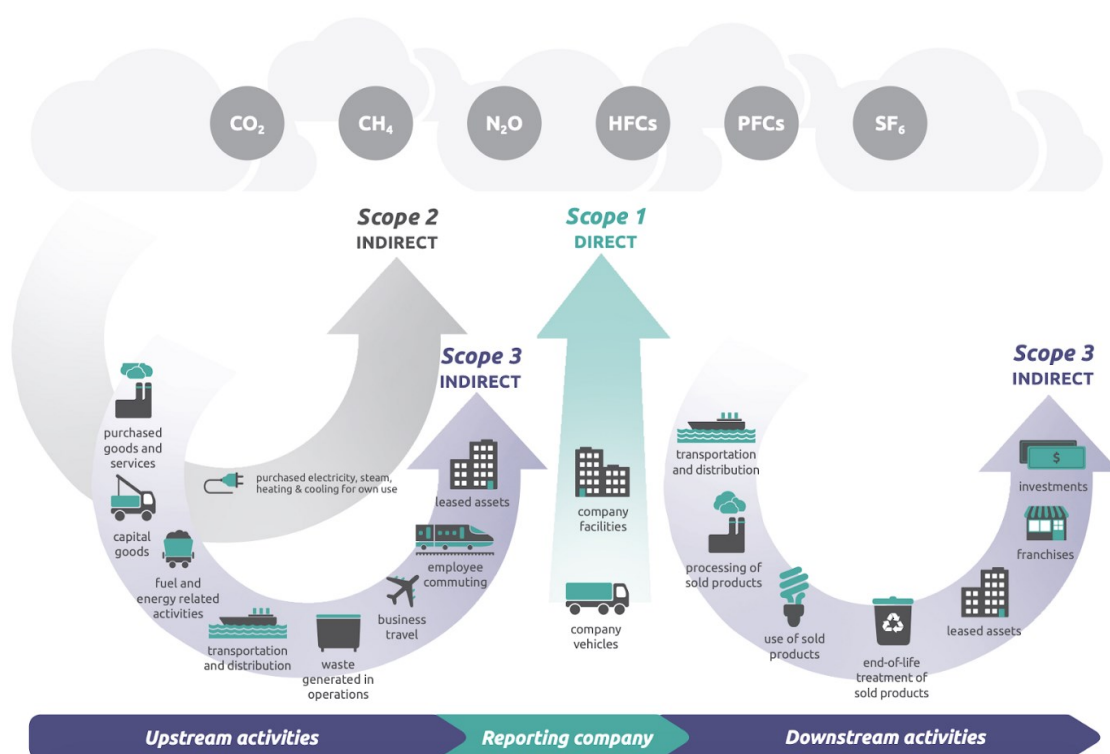 CO₂
CH₄
N₂O
HFCs
PFCs
SF₆
Scope 2
INDIRECT
Scope 1
DIRECT
Scope 3
INDIRECT
Scope 3
INDIRECT
purchased
goods and
services
capital
goods
fuel and
energy related
activities
transportation
and distribution
waste
generated in
operations
business
travel
employee
commuting
leased assets
purchased electricity, steam,
heating & cooling for own use
company
facilities
company
vehicles
transportation
and distribution
processing of
sold products
use of sold
products
end-of-life
treatment of
sold products
leased assets
franchises
$
investments
Upstream activities
Reporting company
Downstream activities